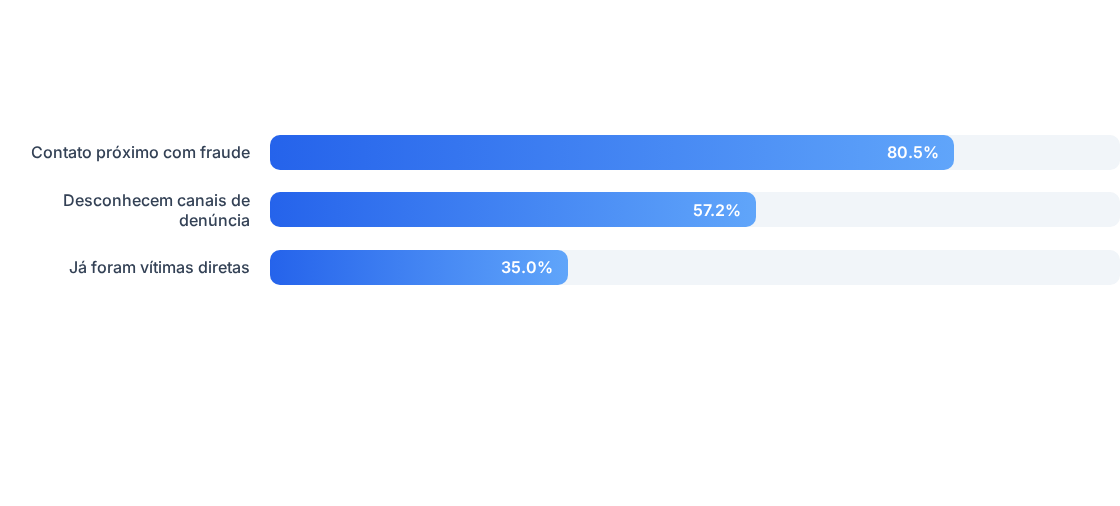 Contato próximo com fraude
80.5%
Desconhecem canais de
denúncia
57.2%
Já foram vítimas diretas
35.0%